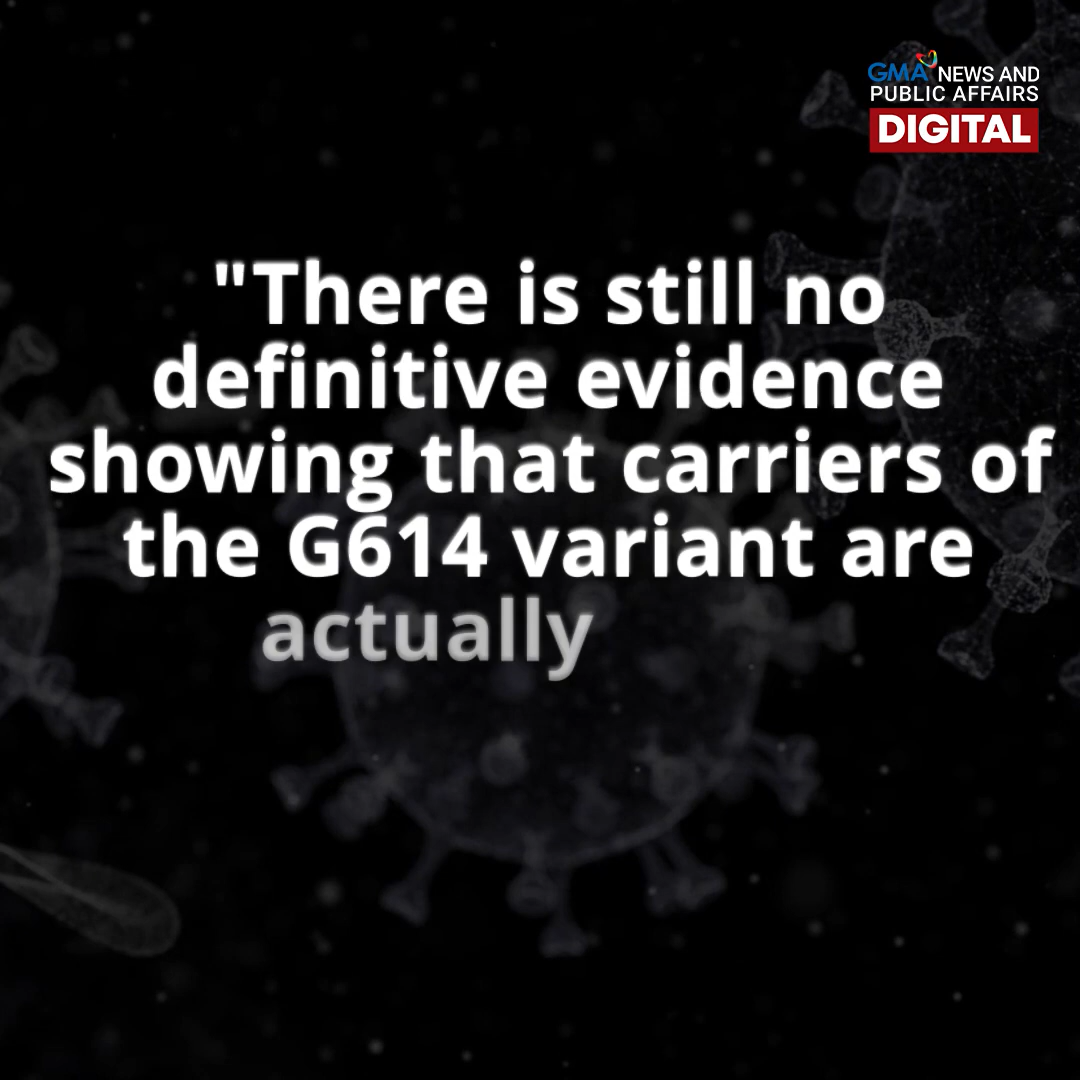 GMA NEWS AND
PUBLIC AFFAIRS
DIGITAL
"There is still no
definitive evidence
showing that carriers of
the G614 variant are
actually